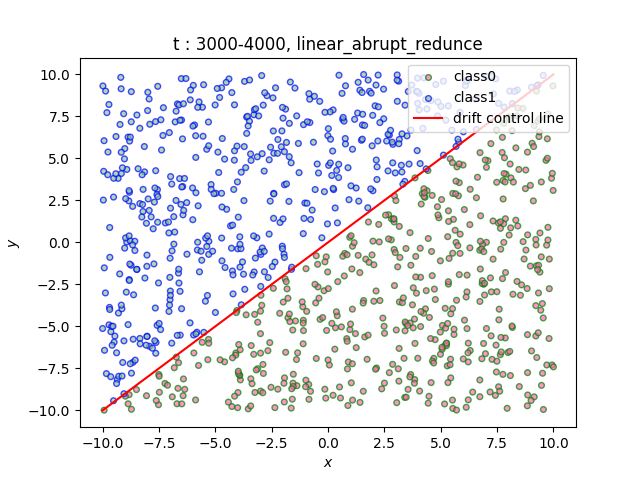 t : 3000-4000, linear_abrupt_redunce
class0
class1
drift control line
10.0
7.5
5.0
2.5
0.0
−2.5
−5.0
−7.5
−10.0
y
−10.0 −7.5 −5.0 −2.5 0.0 2.5 5.0 7.5 10.0
x